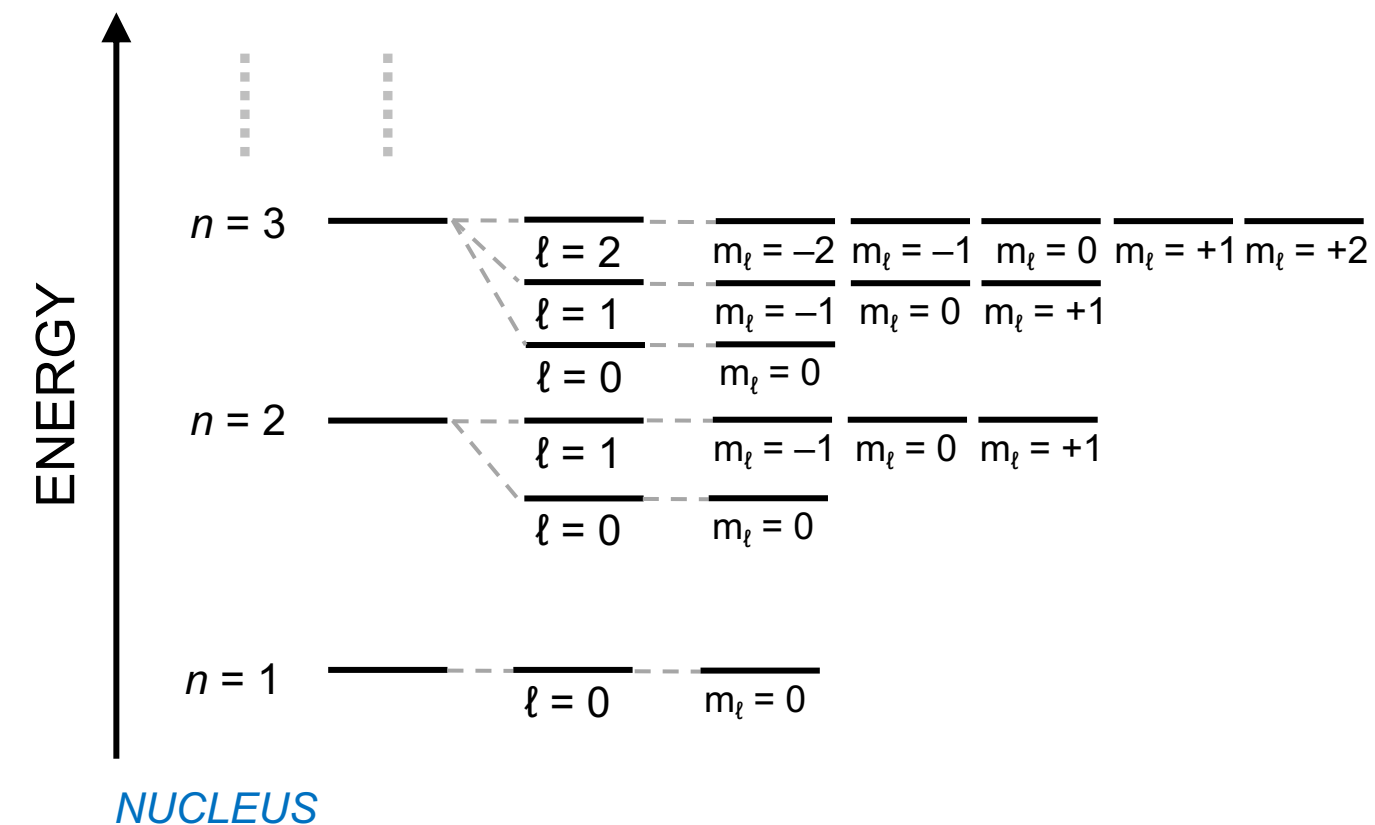 ENERGY
n = 3
ℓ = 2
mℓ = –2 mℓ = –1 mℓ = 0 mℓ = +1 mℓ = +2
ℓ = 1
mℓ = –1 mℓ = 0 mℓ = +1
ℓ = 0
mℓ = 0
n = 2
ℓ = 1
mℓ = –1 mℓ = 0 mℓ = +1
ℓ = 0
mℓ = 0
n = 1
ℓ = 0
mℓ = 0
NUCLEUS